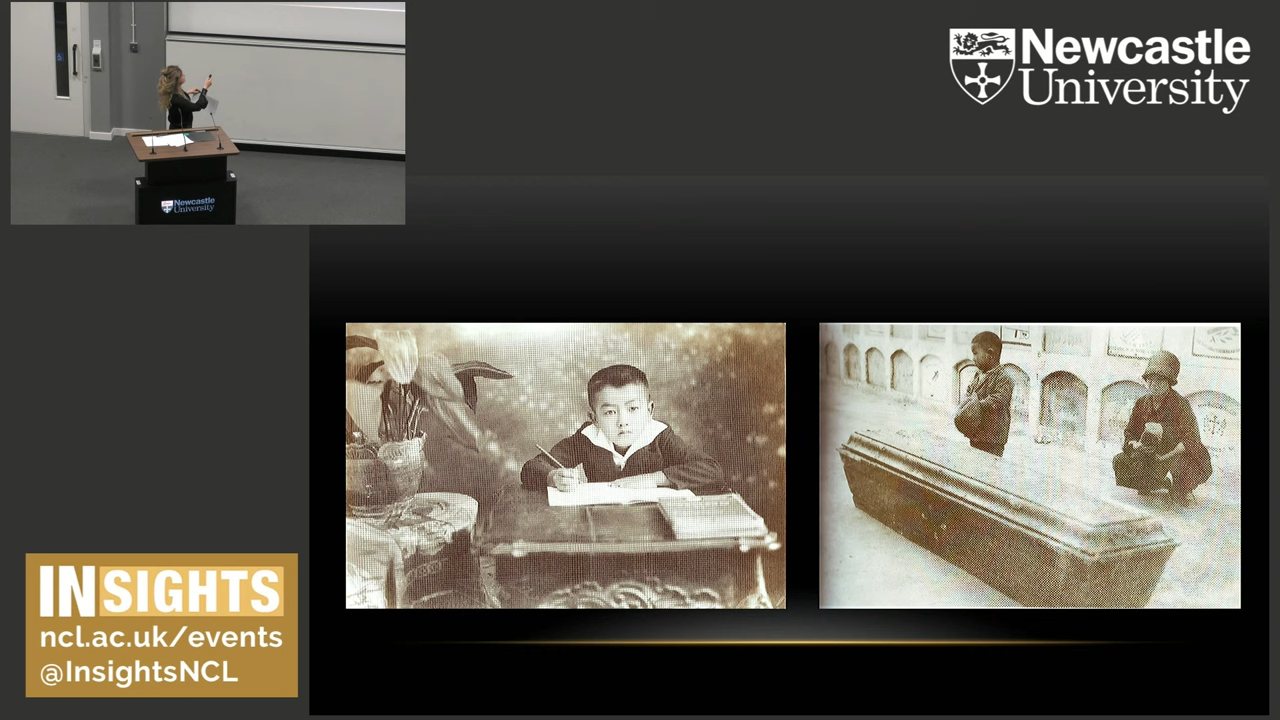 Newcastle
University
Newcastle
University
INSIGHTS
ncl.ac.uk/events
@InsightsNCL